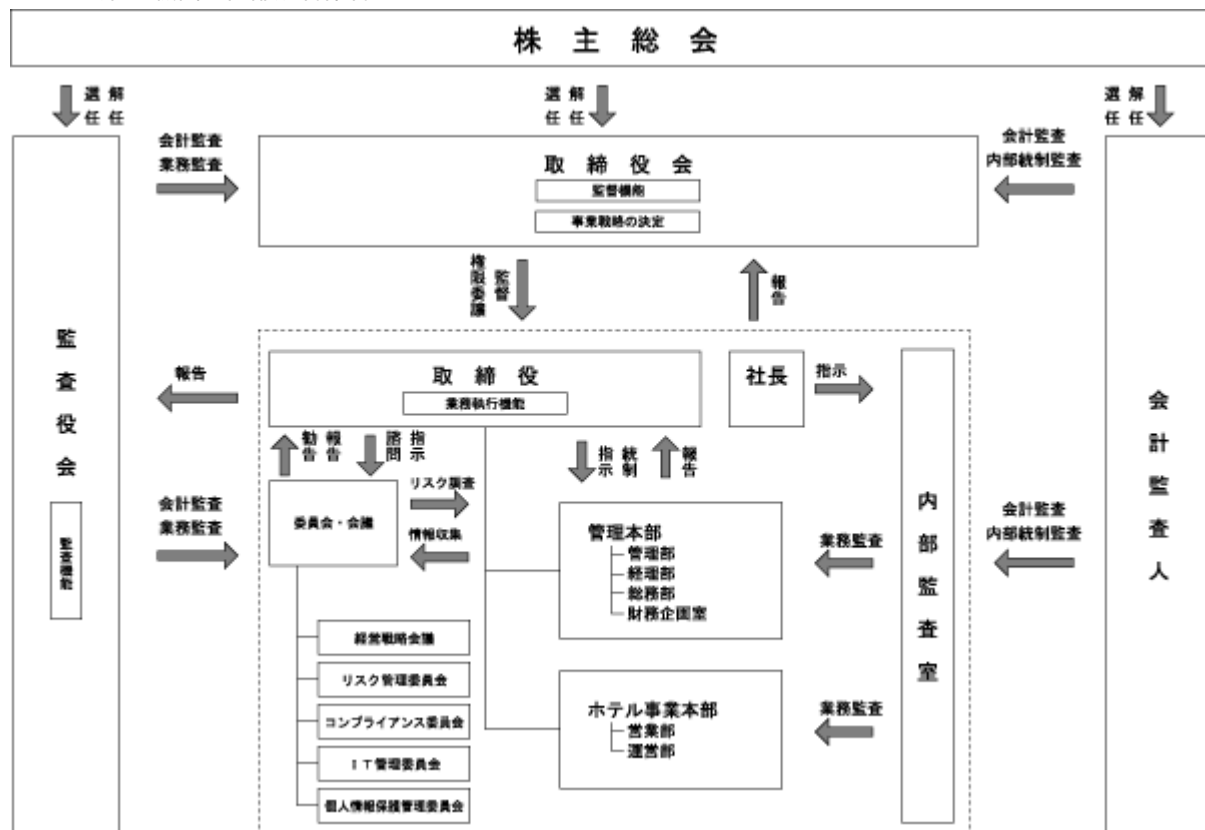 株主総会
選任
解任
選任
解任
選任
解任
会計監査
業務監査
取締役会
監督機能
事業戦略の決定
会計監査
内部統制監査
権限委譲
監督
報告
監査役会
監査機能
報告
取締役
業務執行機能
社長
指示
内部監査室
会計監査人
勧告
報告
諮問
指示
指示
統制
報告
会計監査
業務監査
委員会・会議
リスク調査
情報収集
管理本部
管理部
経理部
総務部
財務企画室
業務監査
会計監査
内部統制監査
経営戦略会議
リスク管理委員会
コンプライアンス委員会
IT管理委員会
個人情報保護管理委員会
ホテル事業本部
営業部
運営部
業務監査